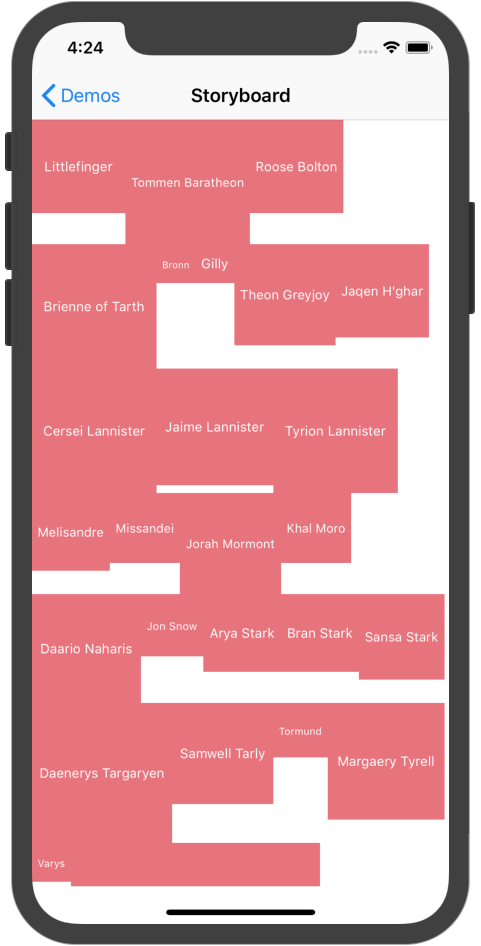 4:24
Demos
Storyboard
Littlefinger
Tommen Baratheon
Roose Bolton
Brienne of Tarth
Bronn
Gilly
Theon Greyjoy
Jaqen H'ghar
Cersei Lannister
Jaime Lannister
Tyrion Lannister
Melisandre
Missandei
Jorah Mormont
Khal Moro
Daario Naharis
Jon Snow
Arya Stark
Bran Stark
Sansa Stark
Daenerys Targaryen
Samwell Tarly
Tormund
Margaery Tyrell
Varys